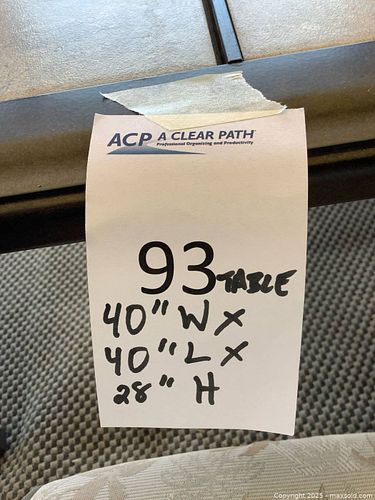 ACP A CLEAR PATH
Professional Organizing and Productivity
93 TABLE
40" W X
40" L X
28" H
Copyright 2025 - maxsold.com